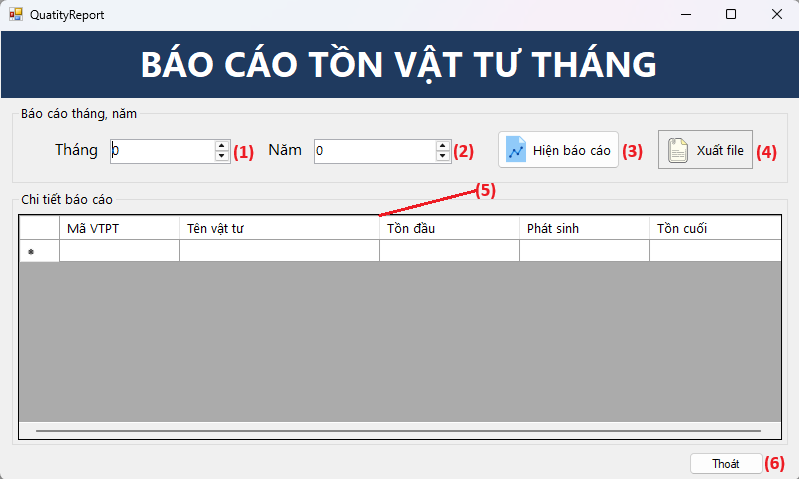 QuatityReport
BÁO CÁO TỒN VẬT TƯ THÁNG
Báo cáo tháng, năm
Tháng 0 (1) Năm 0 (2) Hiện báo cáo (3) Xuất file (4)
Chi tiết báo cáo (5)
Mã VTPT Tên vật tư Tồn đầu Phát sinh Tồn cuối
*
Thoát (6)